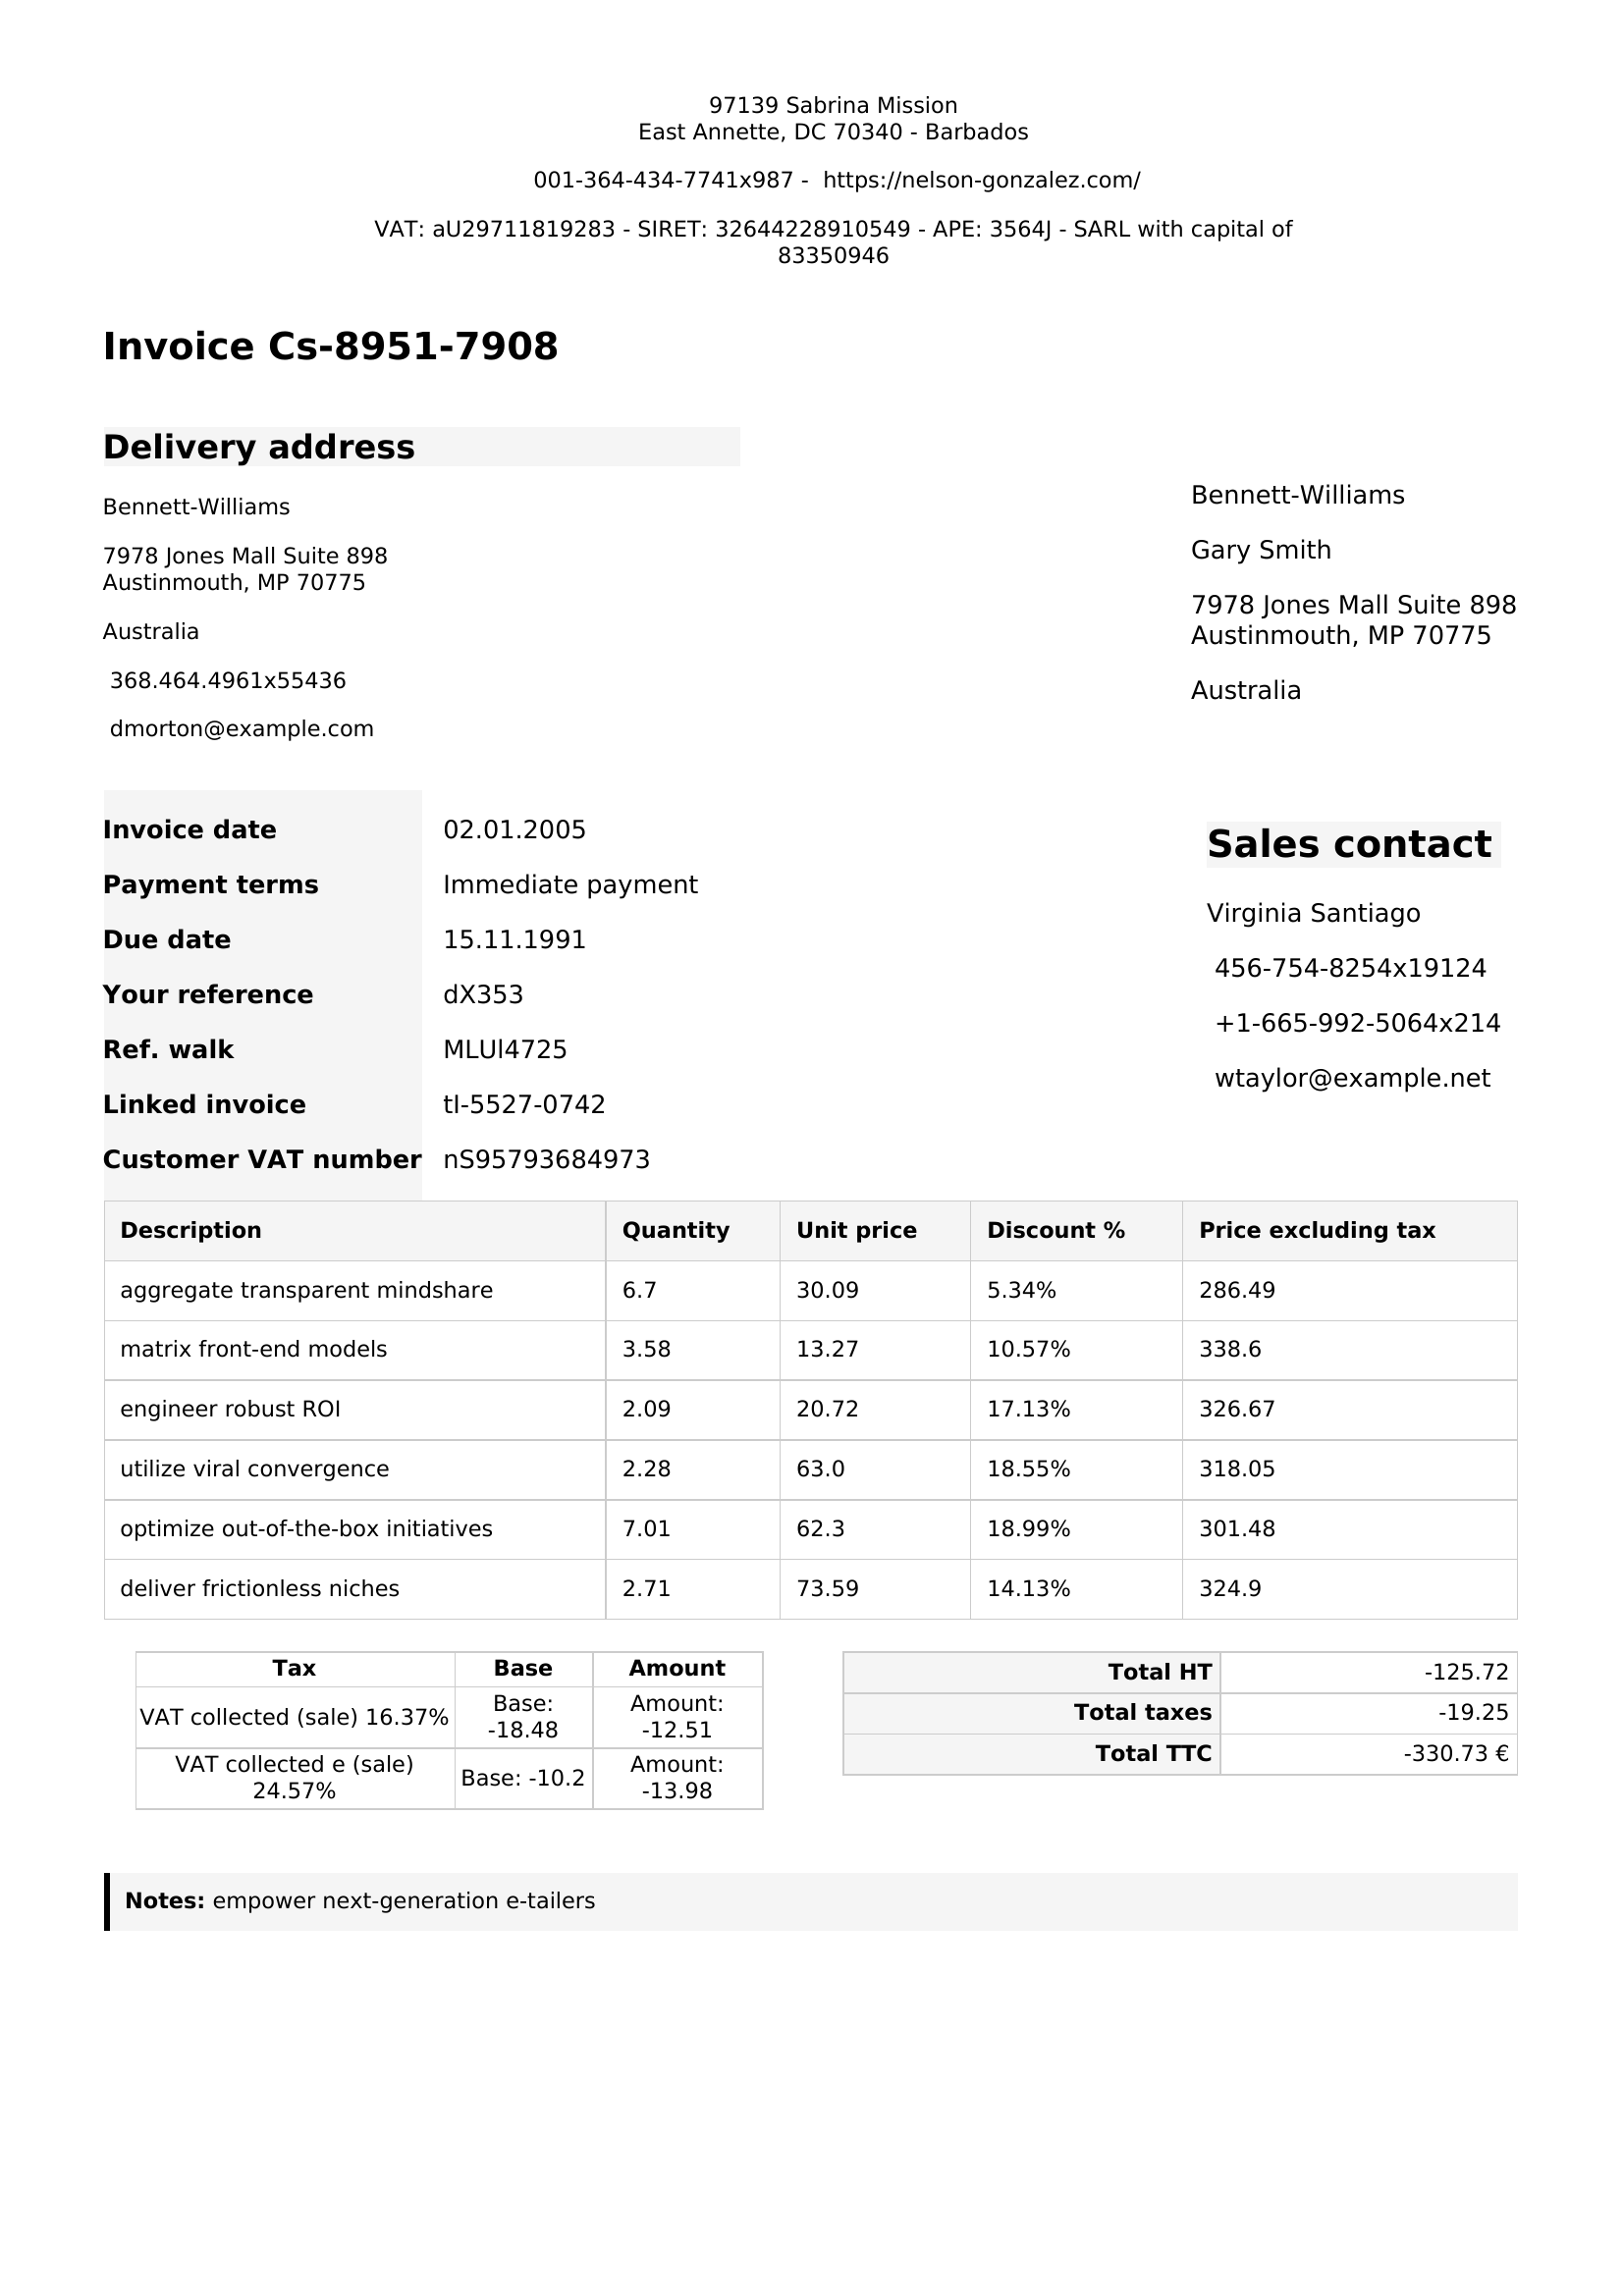 97139 Sabrina Mission
East Annette, DC 70340 - Barbados
001-364-434-7741x987 - https://nelson-gonzalez.com/
VAT: aU29711819283 - SIRET: 32644228910549 - APE: 3564J - SARL with capital of
83350946
Invoice Cs-8951-7908
Delivery address
Bennett-Williams
7978 Jones Mall Suite 898
Austinmouth, MP 70775
Australia
368.464.4961x55436
dmorton@example.com
Bennett-Williams
Gary Smith
7978 Jones Mall Suite 898
Austinmouth, MP 70775
Australia
Invoice date 02.01.2005
Payment terms Immediate payment
Due date 15.11.1991
Your reference dX353
Ref. walk MLUl4725
Linked invoice tI-5527-0742
Customer VAT number nS95793684973
Sales contact
Virginia Santiago
456-754-8254x19124
+1-665-992-5064x214
wtaylor@example.net
Description Quantity Unit price Discount % Price excluding tax
aggregate transparent mindshare 6.7 30.09 5.34% 286.49
matrix front-end models 3.58 13.27 10.57% 338.6
engineer robust ROI 2.09 20.72 17.13% 326.67
utilize viral convergence 2.28 63.0 18.55% 318.05
optimize out-of-the-box initiatives 7.01 62.3 18.99% 301.48
deliver frictionless niches 2.71 73.59 14.13% 324.9
Tax Base Amount
VAT collected (sale) 16.37% Base: -18.48 Amount: -12.51
VAT collected e (sale) 24.57% Base: -10.2 Amount: -13.98
Total HT -125.72
Total taxes -19.25
Total TTC -330.73 €
Notes: empower next-generation e-tailers